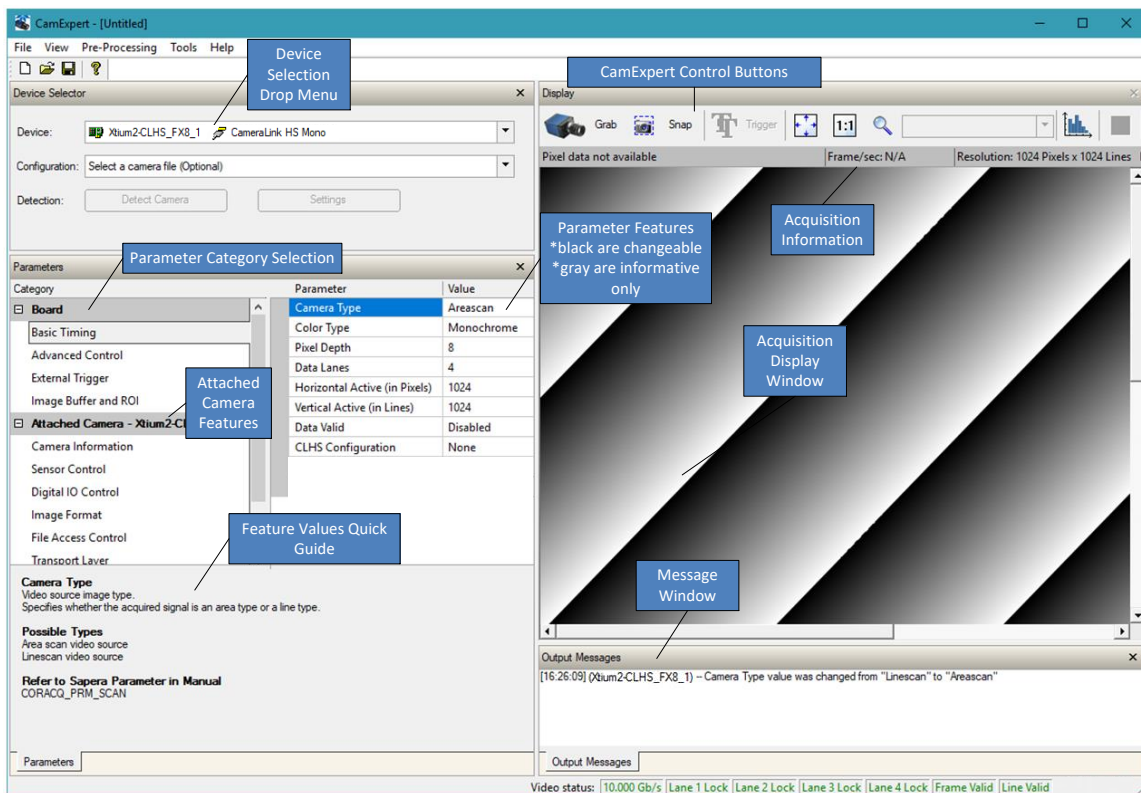 CamExpert - [Untitled]
File View Pre-Processing Tools Help
Device
Selection
Drop Menu
CamExpert Control Buttons
Device Selector
Device:
Xtium2-CLHS_FX8_1 CameraLink HS Mono
Configuration:
Select a camera file (Optional)
Detection:
Detect Camera
Settings
Display
Grab
Snap
Trigger
1:1
Pixel data not available
Frame/sec: N/A
Resolution: 1024 Pixels x 1024 Lines
Parameter Features
*black are changeable
*gray are informative
only
Acquisition
Information
Parameter Category Selection
Parameters
Category
Board
Basic Timing
Advanced Control
External Trigger
Image Buffer and ROI
Attached Camera - Xtium2-CL
Camera Information
Sensor Control
Digital IO Control
Image Format
File Access Control
Transport Layer
Attached
Camera
Features
Parameter Value
Camera Type Areascan
Color Type Monochrome
Pixel Depth 8
Data Lanes 4
Horizontal Active (in Pixels) 1024
Vertical Active (in Lines) 1024
Data Valid Disabled
CLHS Configuration None
Acquisition
Display
Window
Feature Values Quick
Guide
Camera Type
Video source image type.
Specifies whether the acquired signal is an area type or a line type.
Possible Types
Area scan video source
Linescan video source
Refer to Sapera Parameter in Manual
CORACQ_PRM_SCAN
Parameters
Message
Window
Output Messages
[16:26:09] (Xtium2-CLHS_FX8_1) -- Camera Type value was changed from "Linescan" to "Areascan"
Output Messages
Video status: 10.000 Gb/s Lane 1 Lock Lane 2 Lock Lane 3 Lock Lane 4 Lock Frame Valid Line Valid